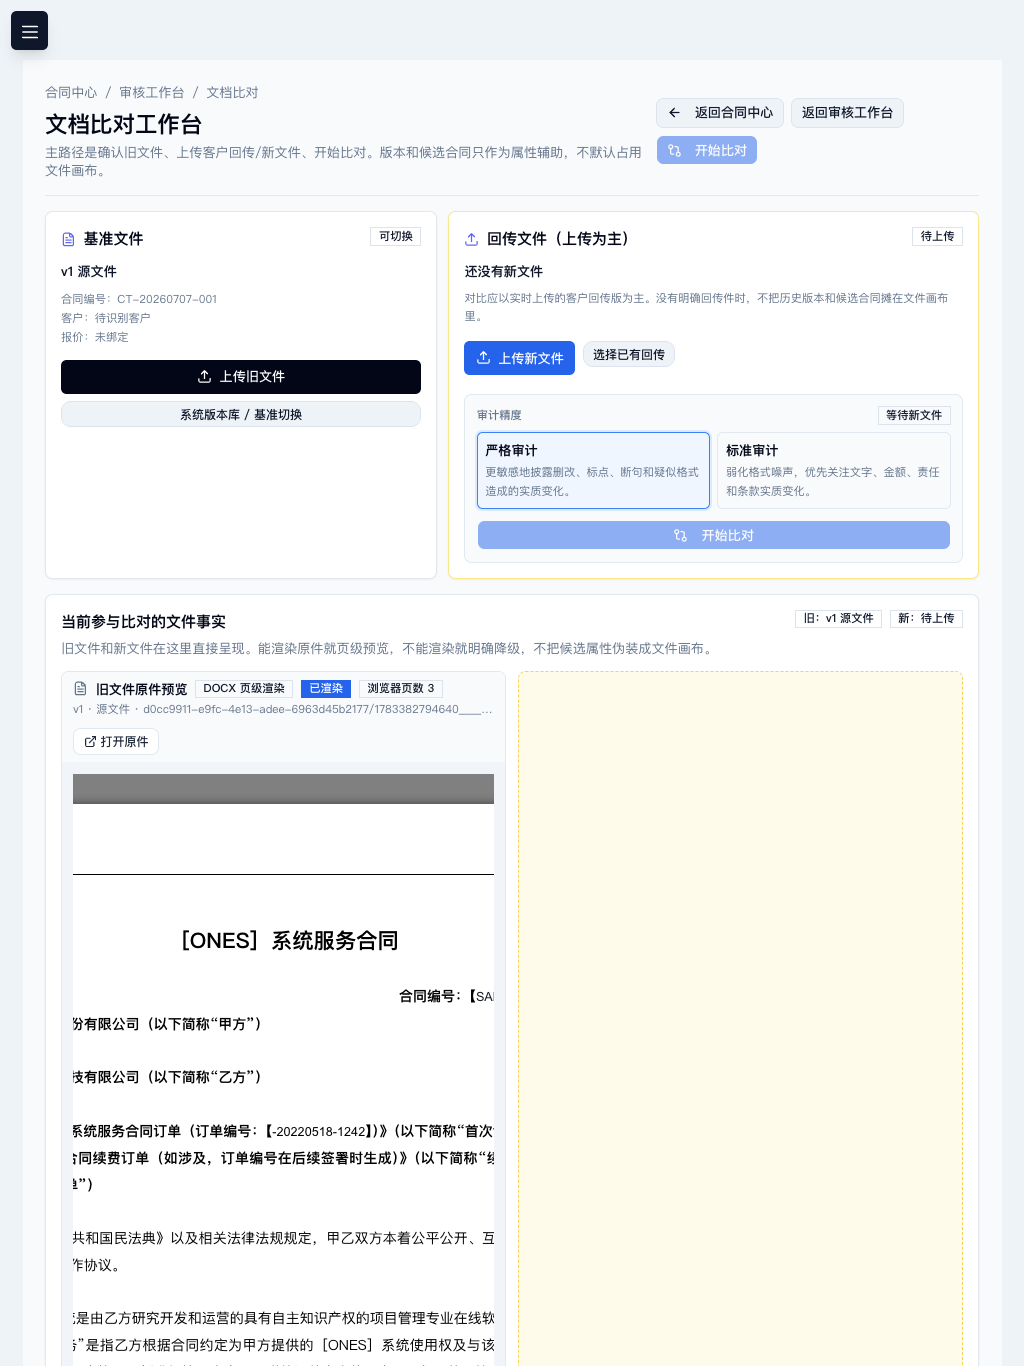 合同中心 / 审核工作台 / 文档比对
文档比对工作台
主路径是确认旧文件、上传客户回传/新文件、开始比对。版本和候选合同只作为属性辅助，不默认占用
文件画布。
返回合同中心
返回审核工作台
开始比对
基准文件
可切换
v1 源文件
合同编号：CT-20260707-001
客户：待识别客户
报价：未绑定
上传旧文件
系统版本库 / 基准切换
回传文件（上传为主）
待上传
还没有新文件
对比应以实时上传的客户回传版为主。没有明确回传件时，不把历史版本和候选合同摊在文件画布
里。
上传新文件
选择已有回传
审计精度
等待新文件
严格审计
更敏感地披露删改、标点、断句和疑似格式
造成的实质变化。
标准审计
弱化格式噪声，优先关注文字、金额、责任
和条款实质变化。
开始比对
当前参与比对的文件事实
旧：v1 源文件
新：待上传
旧文件和新文件在这里直接呈现。能渲染原件就页级预览，不能渲染就明确降级，不把候选属性伪装成文件画布。
旧文件原件预览
DOCX 页级渲染
已渲染
浏览器页数 3
v1 · 源文件 · d0cc9911-e9fc-4e13-adee-6963d45b2177/1783382794640____...
打开原件
［ONES］系统服务合同
合同编号：【SA
份有限公司（以下简称“甲方”）
技有限公司（以下简称“乙方”）
系统服务合同订单（订单编号：【-20220518-1242】）》（以下简称“首次
合同续费订单（如涉及，订单编号在后续签署时生成）》（以下简称“续
单”）
共和国民法典》以及相关法律法规规定，甲乙双方本着公平公开、互
作协议。
是由乙方研究开发和运营的具有自主知识产权的项目管理专业在线软
务”是指乙方根据合同约定为甲方提供的［ONES］系统使用权及与该